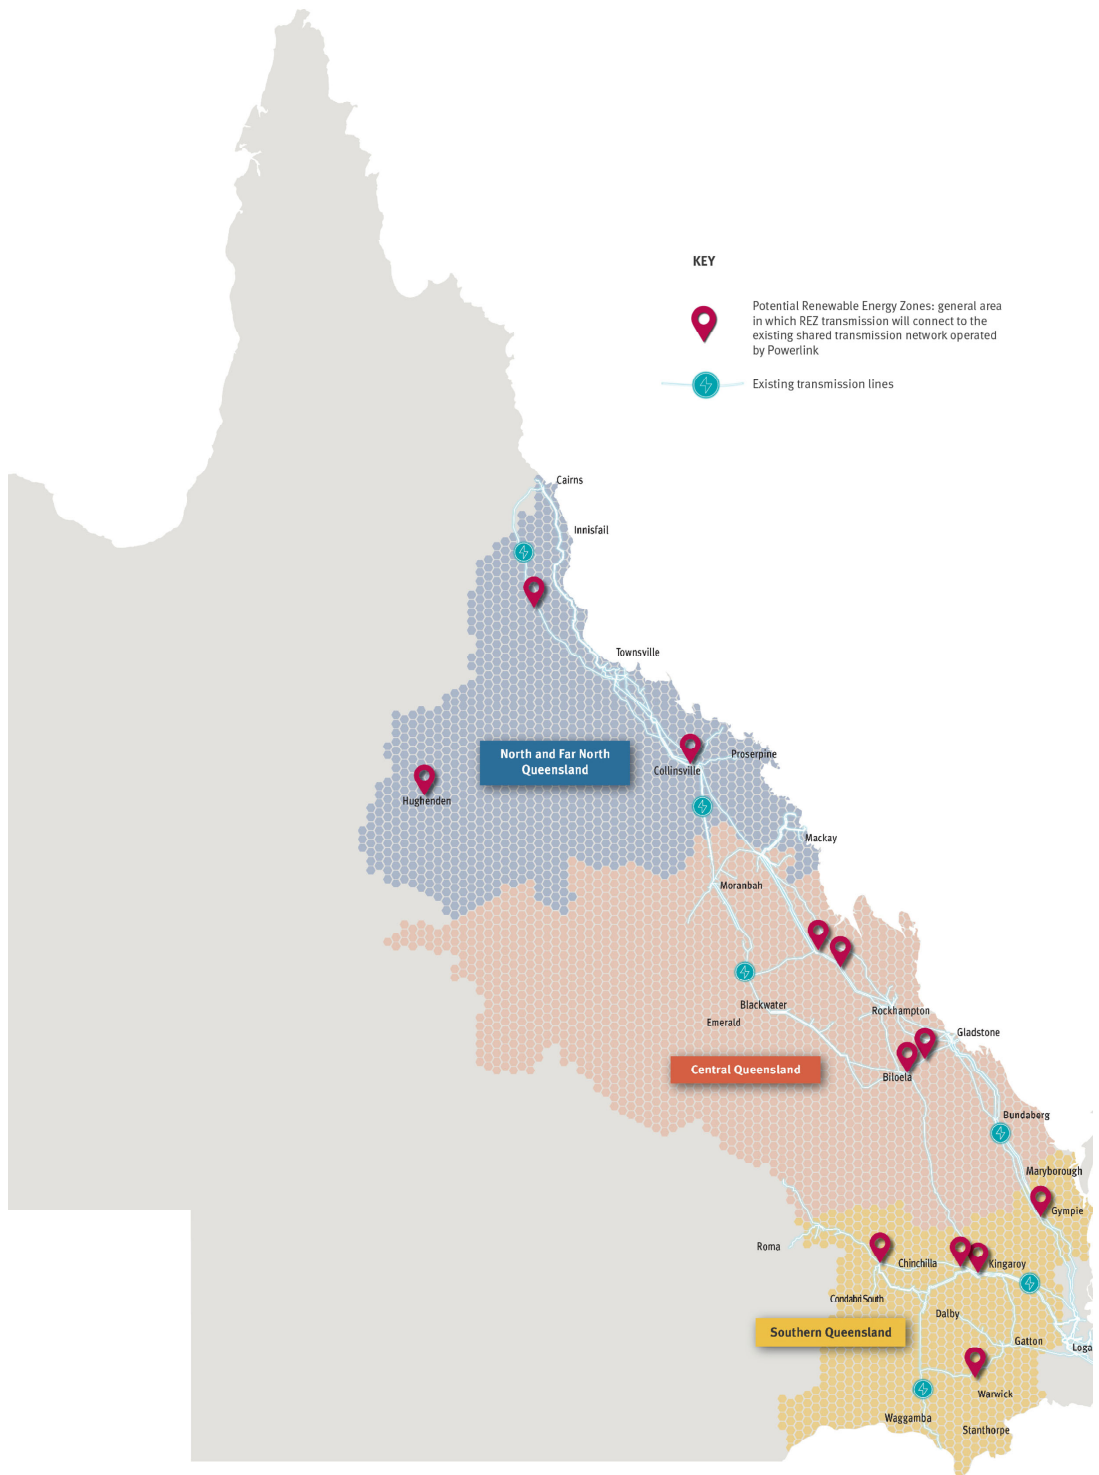 KEY
Potential Renewable Energy Zones: general area
in which REZ transmission will connect to the
existing shared transmission network operated
by Powerlink
Existing transmission lines
Cairns
Innisfail
Townsville
North and Far North
Queensland
Proserpine
Collinsville
Hughenden
Mackay
Moranbah
Blackwater
Rockhampton
Emerald
Gladstone
Central Queensland
Biloela
Bundaberg
Maryborough
Gympie
Roma
Chinchilla
Kingaroy
Condabri South
Dalby
Southern Queensland
Gatton
Loga
Warwick
Waggamba
Stanthorpe